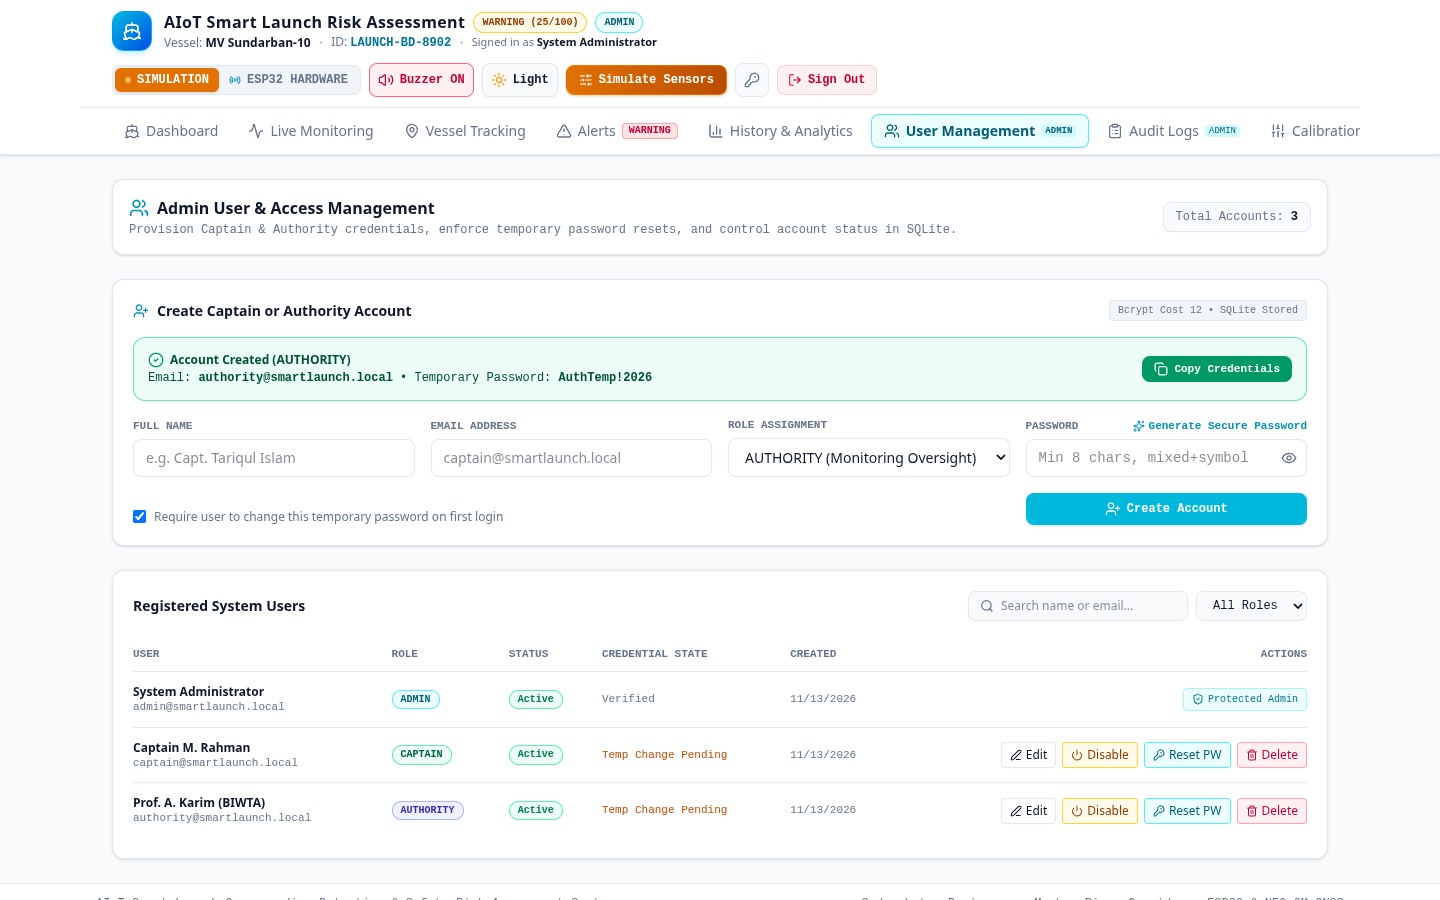 AIoT Smart Launch Risk Assessment WARNING (25/100) ADMIN
Vessel: MV Sundarban-10 • ID: LAUNCH-BD-8902 • Signed in as System Administrator
SIMULATION ESP32 HARDWARE Buzzer ON Light Simulate Sensors Sign Out
Dashboard Live Monitoring Vessel Tracking Alerts WARNING History & Analytics User Management ADMIN Audit Logs ADMIN Calibration
Admin User & Access Management
Provision Captain & Authority credentials, enforce temporary password resets, and control account status in SQLite.
Total Accounts: 3
Create Captain or Authority Account
Bcrypt Cost 12 • SQLite Stored
Account Created (AUTHORITY)
Email: authority@smartlaunch.local • Temporary Password: AuthTemp!2026
Copy Credentials
FULL NAME EMAIL ADDRESS ROLE ASSIGNMENT PASSWORD Generate Secure Password
e.g. Capt. Tariqul Islam captain@smartlaunch.local AUTHORITY (Monitoring Oversight) Min 8 chars, mixed+symbol
Require user to change this temporary password on first login
Create Account
Registered System Users
Search name or email... All Roles
USER ROLE STATUS CREDENTIAL STATE CREATED ACTIONS
System Administrator
admin@smartlaunch.local
ADMIN Active Verified 11/13/2026 Protected Admin
Captain M. Rahman
captain@smartlaunch.local
CAPTAIN Active Temp Change Pending 11/13/2026 Edit Disable Reset PW Delete
Prof. A. Karim (BIWTA)
authority@smartlaunch.local
AUTHORITY Active Temp Change Pending 11/13/2026 Edit Disable Reset PW Delete